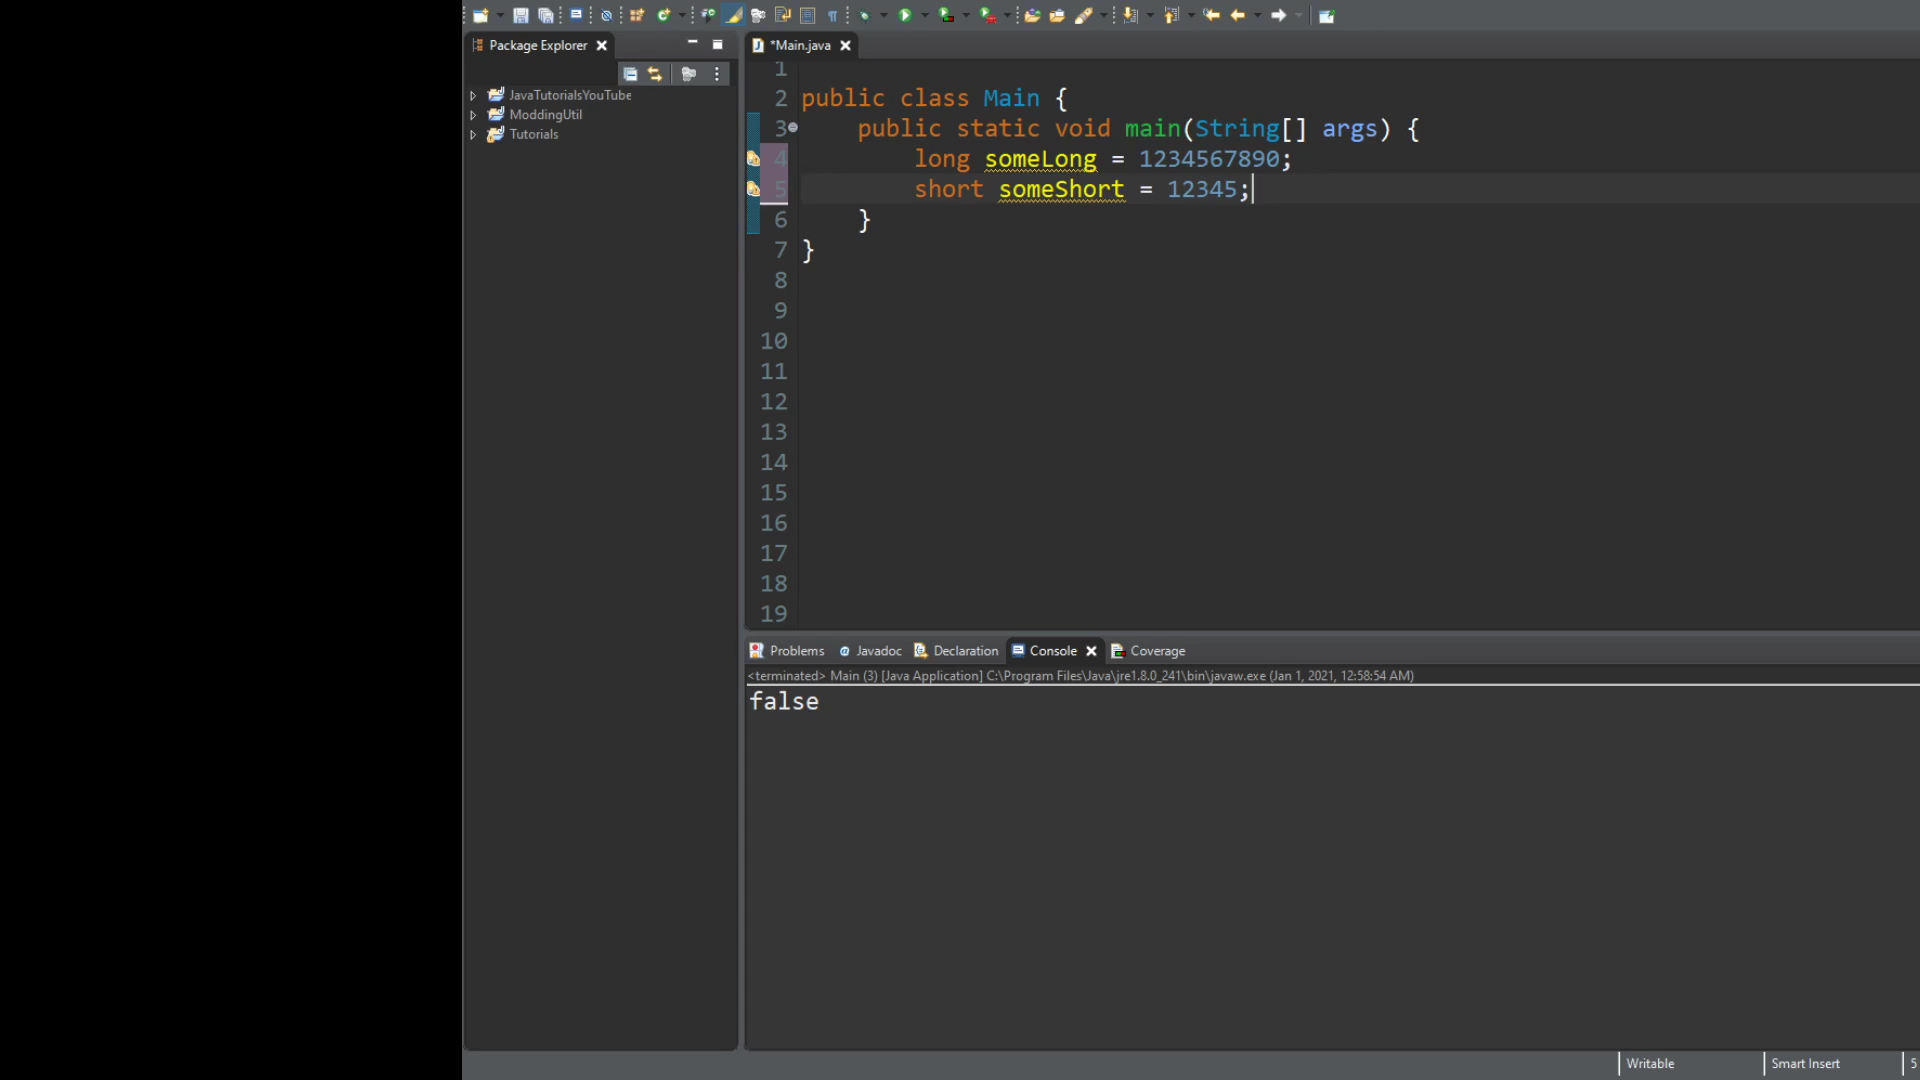 Package Explorer
JavaTutorialsYouTube
ModdingUtil
Tutorials
*Main.java
1
2 public class Main {
3 public static void main(String[] args) {
4 long someLong = 1234567890;
5 short someShort = 12345;
6 }
7 }
8
9
10
11
12
13
14
15
16
17
18
19
Problems Javadoc Declaration Console Coverage
<terminated> Main (3) [Java Application] C:\Program Files\Java\jre1.8.0_241\bin\javaw.exe (Jan 1, 2021, 12:58:54 AM)
false
Writable Smart Insert 5